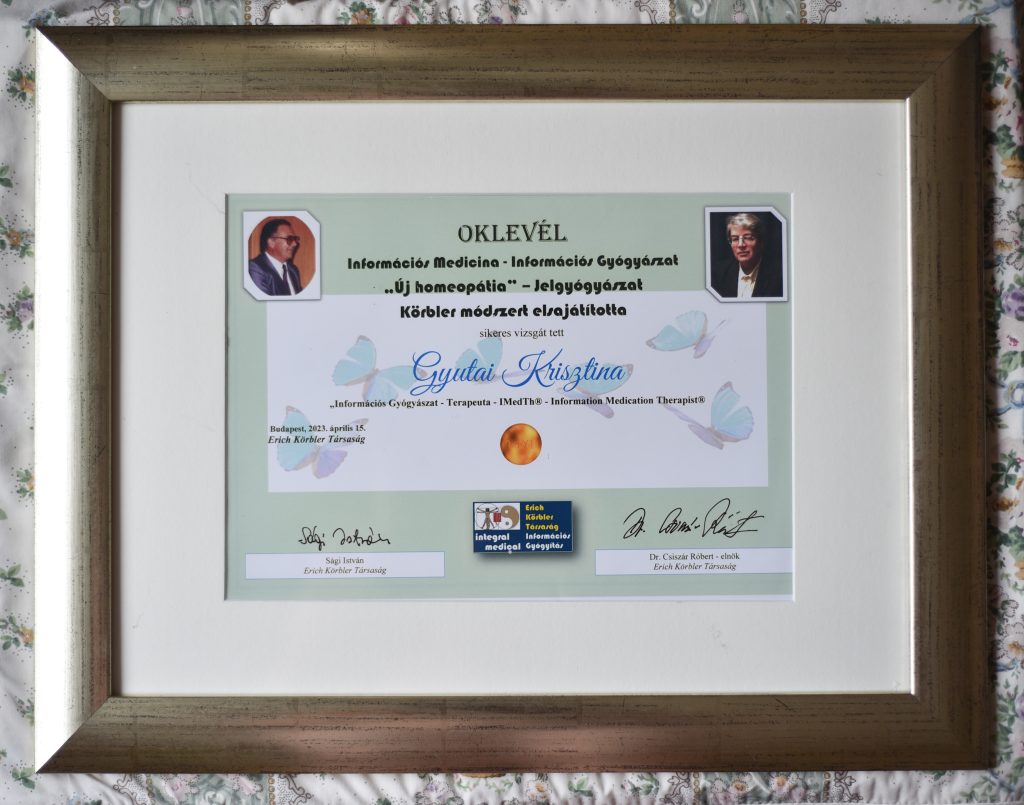 OKLEVÉL
Információs Medicina - Információs Gyógyászat
„Új homeopátia” – Jelgyógyászat
Körbler módszert elsajátította
sikeres vizsgát tett
Gyutai Krisztina
„Információs Gyógyászat - Terapeuta - IMedTh® - Information Medication Therapist®
Budapest, 2023. április 15.
Erich Körbler Társaság
integral
medical
Erich
Körbler
Társaság
Információs
Gyógyítás
Sági István
Sági István
Erich Körbler Társaság
Dr. Csiszár Róbert - elnök
Erich Körbler Társaság